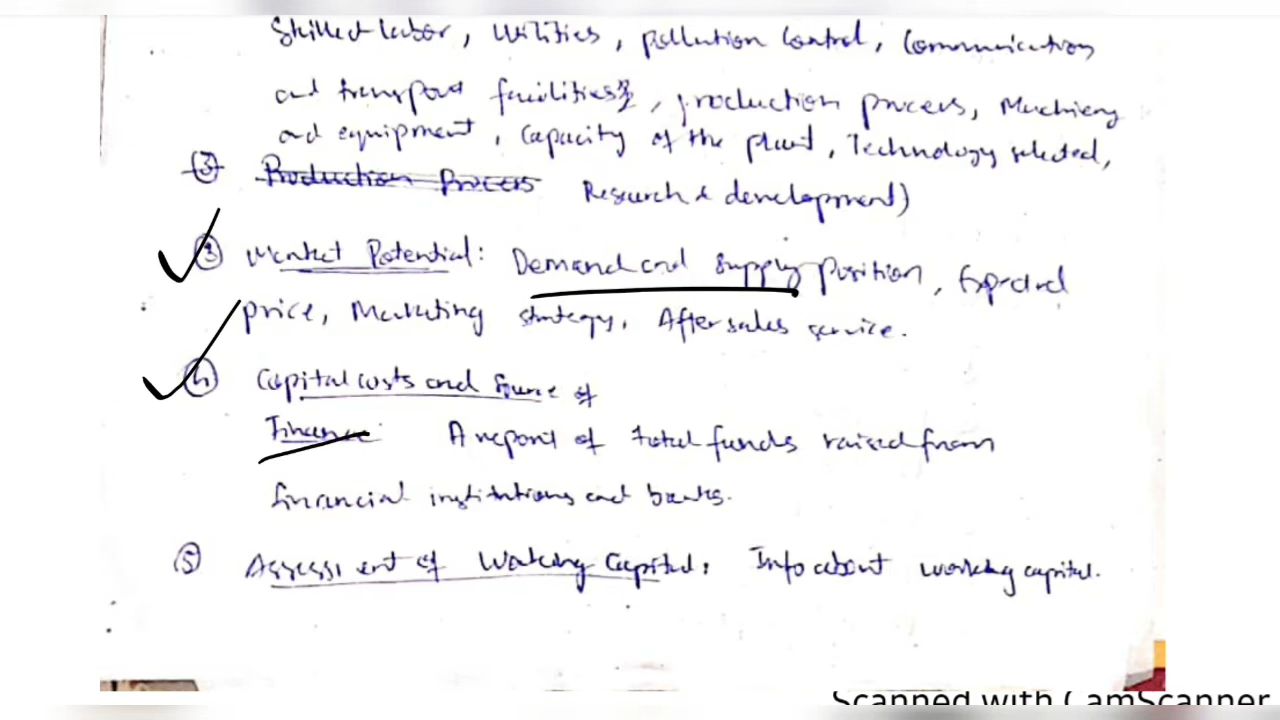 Skilled labor, utilities, pollution control, Communication
and transport facilities, production process, Machinery
and equipment, Capacity of the plant, Technology selected,
③ Production Process Research & development)
③ Market Potential: Demand and supply position, Expected
price, Marketing strategy, After sales service.
④ Capital costs and Source of
Finance: A report of total funds raised from
financial institutions and banks.
⑤ Assessment of Working Capital: Info about working capital.
Scanned with CamScanner